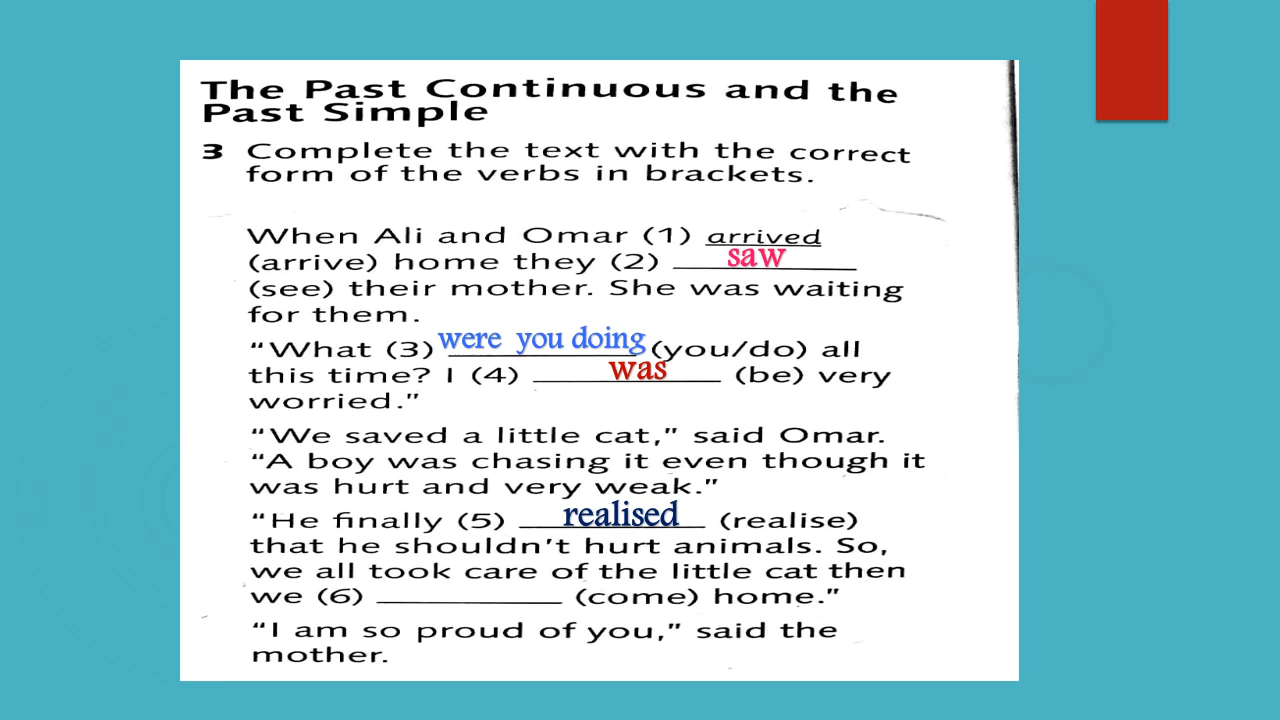 The Past Continuous and the
Past Simple
3 Complete the text with the correct
form of the verbs in brackets.
When Ali and Omar (1) arrived
(arrive) home they (2) saw
(see) their mother. She was waiting
for them.
“What (3) were you doing (you/do) all
this time? I (4) was (be) very
worried.”
“We saved a little cat,” said Omar.
“A boy was chasing it even though it
was hurt and very weak.”
“He finally (5) realised (realise)
that he shouldn’t hurt animals. So,
we all took care of the little cat then
we (6) __________ (come) home.”
“I am so proud of you,” said the
mother.